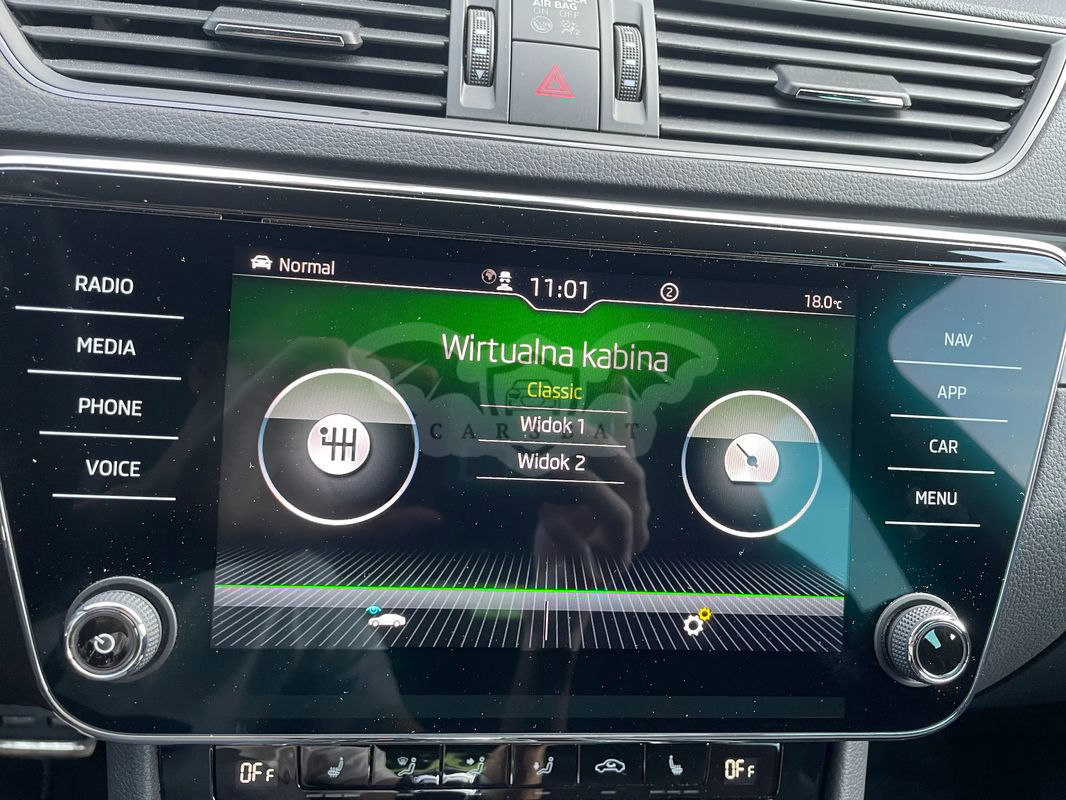 AIR BAG
ON OFF
RADIO
MEDIA
PHONE
VOICE
Normal
11:01
2
18.0°C
Wirtualna kabina
Classic
Widok 1
Widok 2
CARSBAT
NAV
APP
CAR
MENU
OFF
OFF